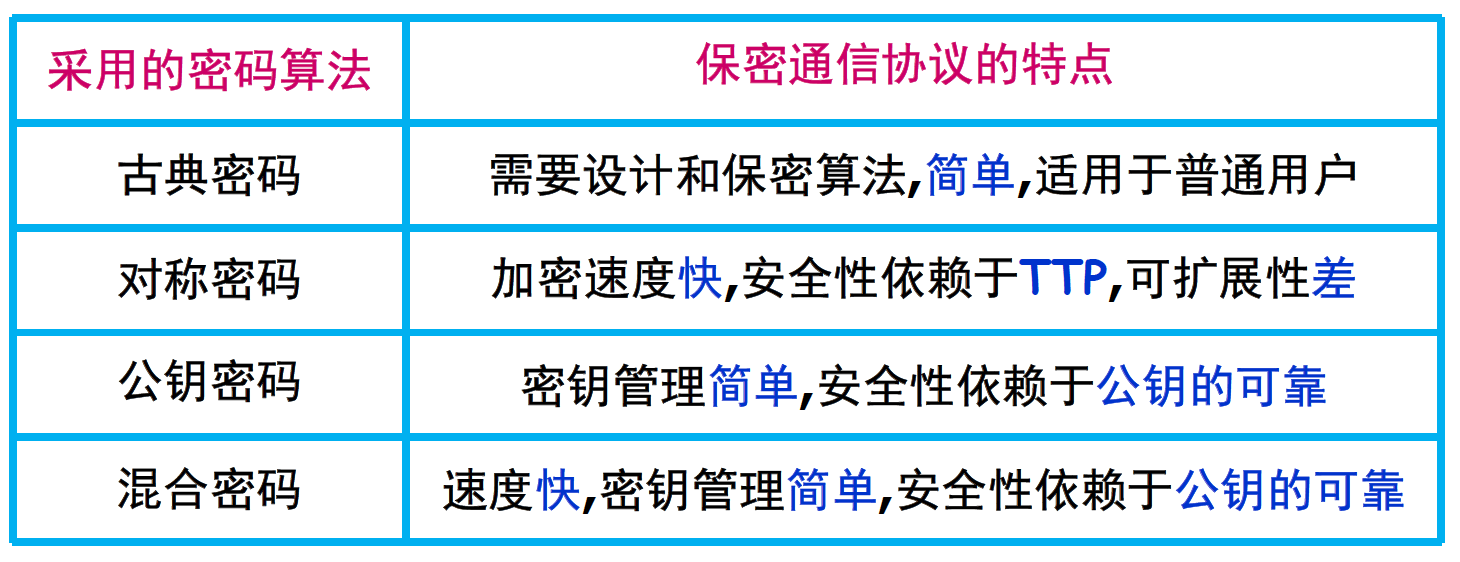 采用的密码算法
保密通信协议的特点
古典密码
需要设计和保密算法,简单,适用于普通用户
对称密码
加密速度快,安全性依赖于TTP,可扩展性差
公钥密码
密钥管理简单,安全性依赖于公钥的可靠
混合密码
速度快,密钥管理简单,安全性依赖于公钥的可靠